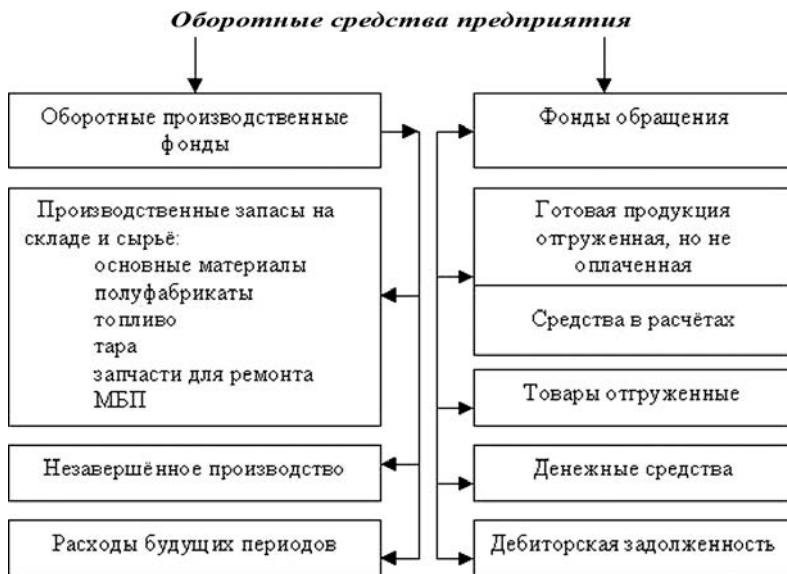 Оборотные средства предприятия
Оборотные производственные
фонды
Производственные запасы на
складе и сырьё:
основные материалы
полуфабрикаты
топливо
тара
запчасти для ремонта
МБП
Незавершённое производство
Расходы будущих периодов
Фонды обращения
Готовая продукция
отгруженная, но не
оплаченная
Средства в расчётах
Товары отгруженные
Денежные средства
Дебиторская задолженность